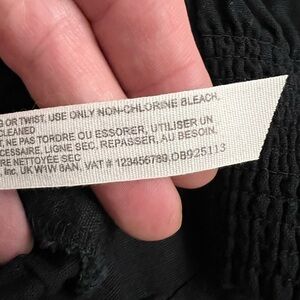 G OR TWIST, USE ONLY NON-CHLORINE BLEACH,
CLEANED
T, NE PAS TORDRE OU ESSORER, UTILISER UN
CESSAIRE, LIGNE SEC, REPASSER, AU BESOIN,
RE NETTOYÉE SEC
, Inc. UK W1W 8AN, VAT # 123456789, DB925113